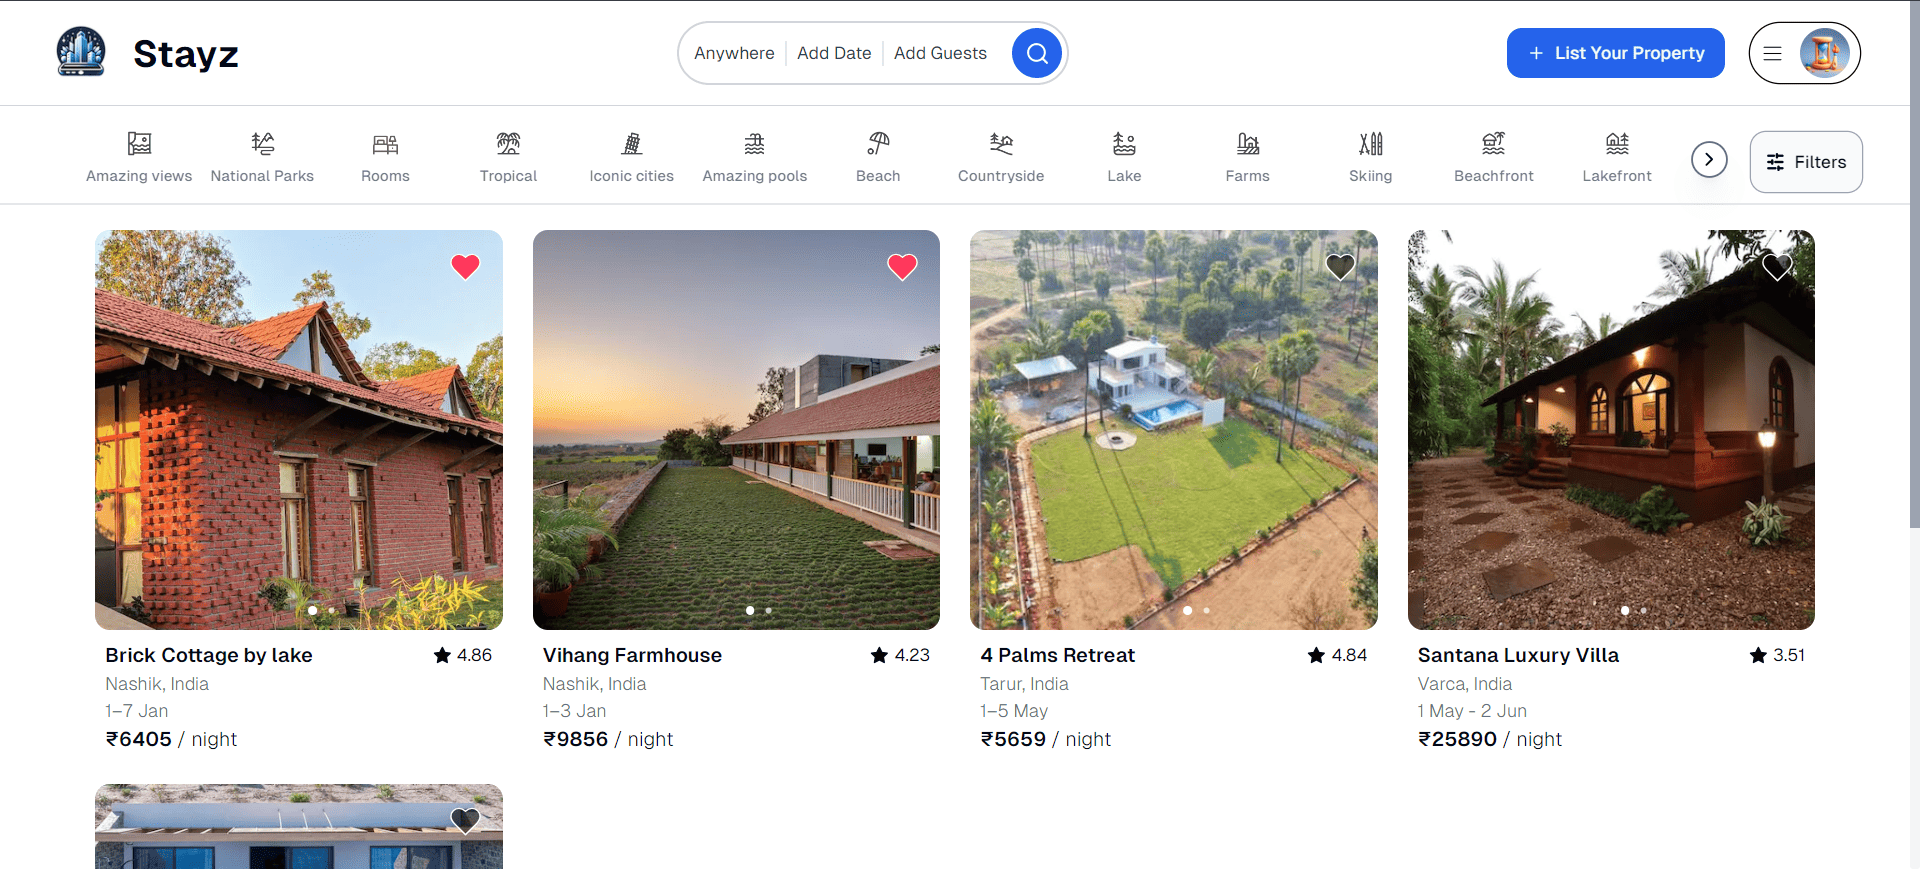 Stayz
Anywhere
Add Date
Add Guests
+ List Your Property
Amazing views
National Parks
Rooms
Tropical
Iconic cities
Amazing pools
Beach
Countryside
Lake
Farms
Skiing
Beachfront
Lakefront
Filters
Brick Cottage by lake
4.86
Nashik, India
1–7 Jan
₹6405 / night
Vihang Farmhouse
4.23
Nashik, India
1–3 Jan
₹9856 / night
4 Palms Retreat
4.84
Tarur, India
1–5 May
₹5659 / night
Santana Luxury Villa
3.51
Varca, India
1 May - 2 Jun
₹25890 / night